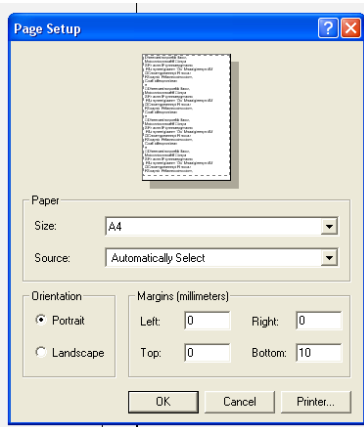 Page Setup
Paper
Size: A4
Source: Automatically Select
Orientation
Portrait
Landscape
Margins (millimeters)
Left: 0 Right: 0
Top: 0 Bottom: 10
OK Cancel Printer...